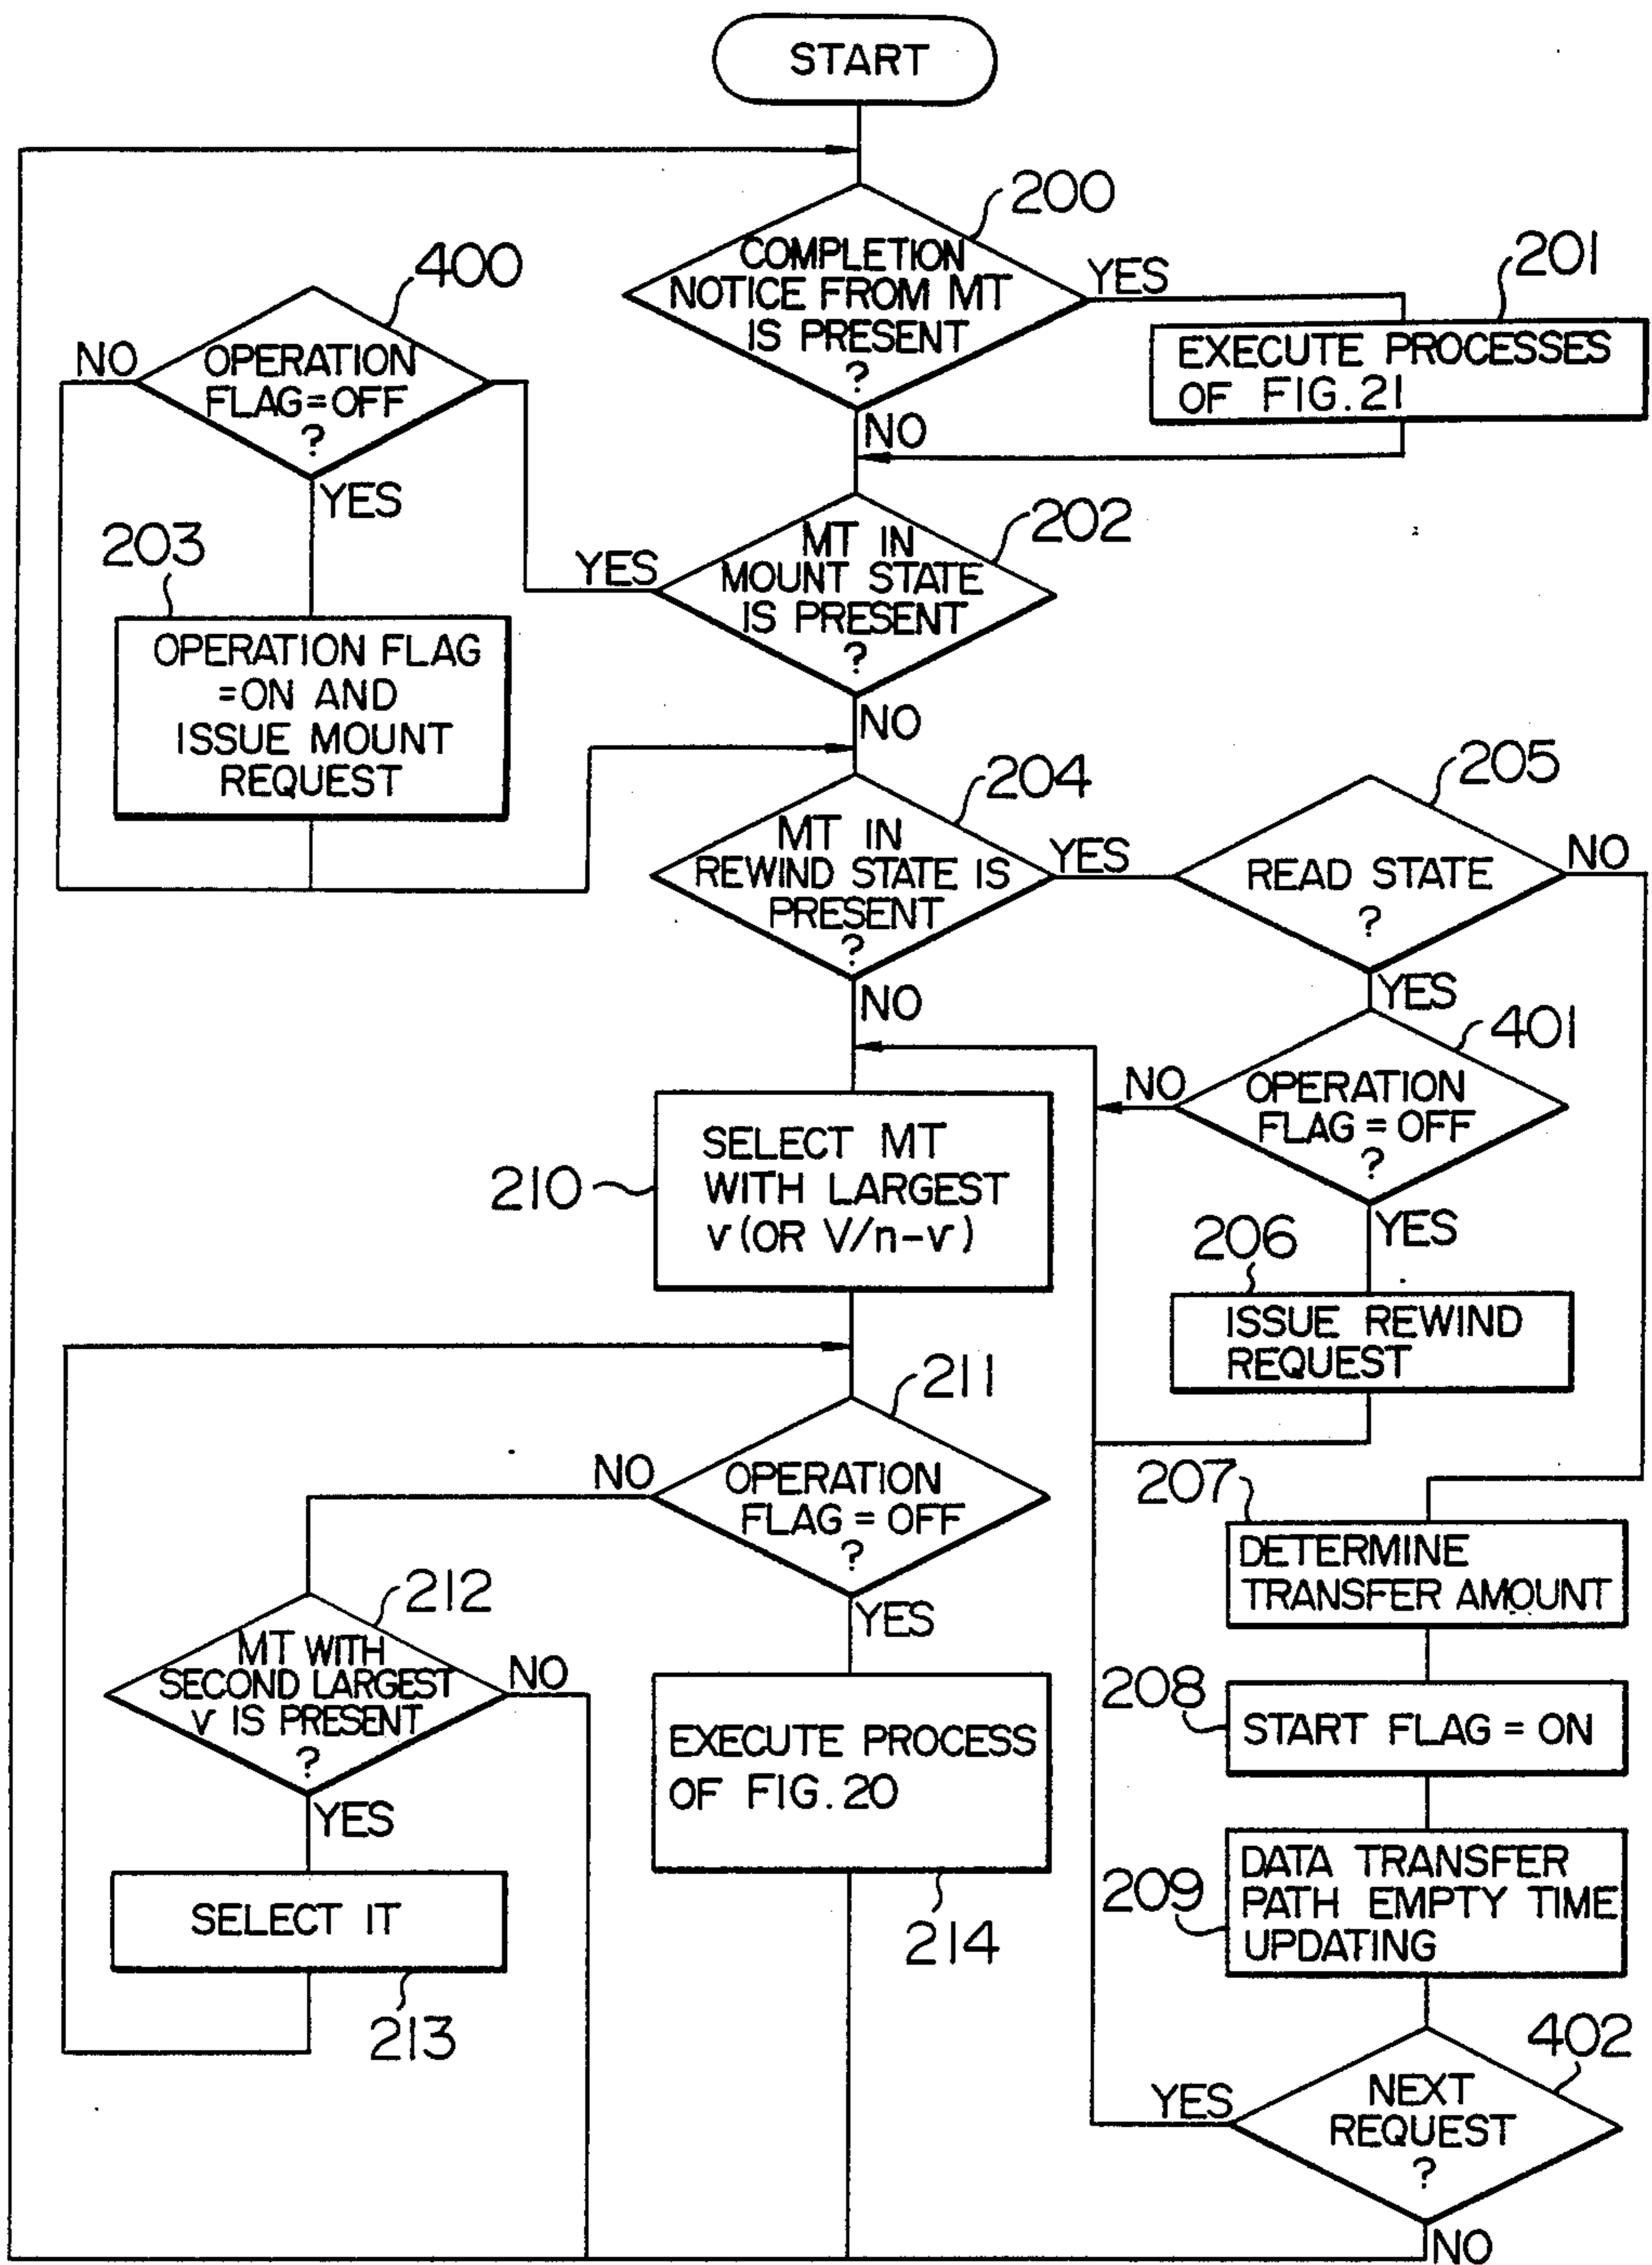 START
200
COMPLETION
NOTICE FROM MT
IS PRESENT
?
YES
NO
201
EXECUTE PROCESSES
OF FIG.21
400
OPERATION
FLAG=OFF
?
NO
YES
203
OPERATION FLAG
=ON AND
ISSUE MOUNT
REQUEST
202
MT IN
MOUNT STATE
IS PRESENT
?
YES
NO
204
MT IN
REWIND STATE IS
PRESENT
?
YES
NO
205
READ STATE
?
NO
YES
401
OPERATION
FLAG=OFF
?
NO
YES
206
ISSUE REWIND
REQUEST
210
SELECT MT
WITH LARGEST
v (OR V/n-v)
211
OPERATION
FLAG=OFF
?
NO
YES
212
MT WITH
SECOND LARGEST
v IS PRESENT
?
NO
YES
SELECT IT
213
EXECUTE PROCESS
OF FIG.20
214
207
DETERMINE
TRANSFER AMOUNT
208
START FLAG=ON
209
DATA TRANSFER
PATH EMPTY TIME
UPDATING
402
NEXT
REQUEST
?
YES
NO